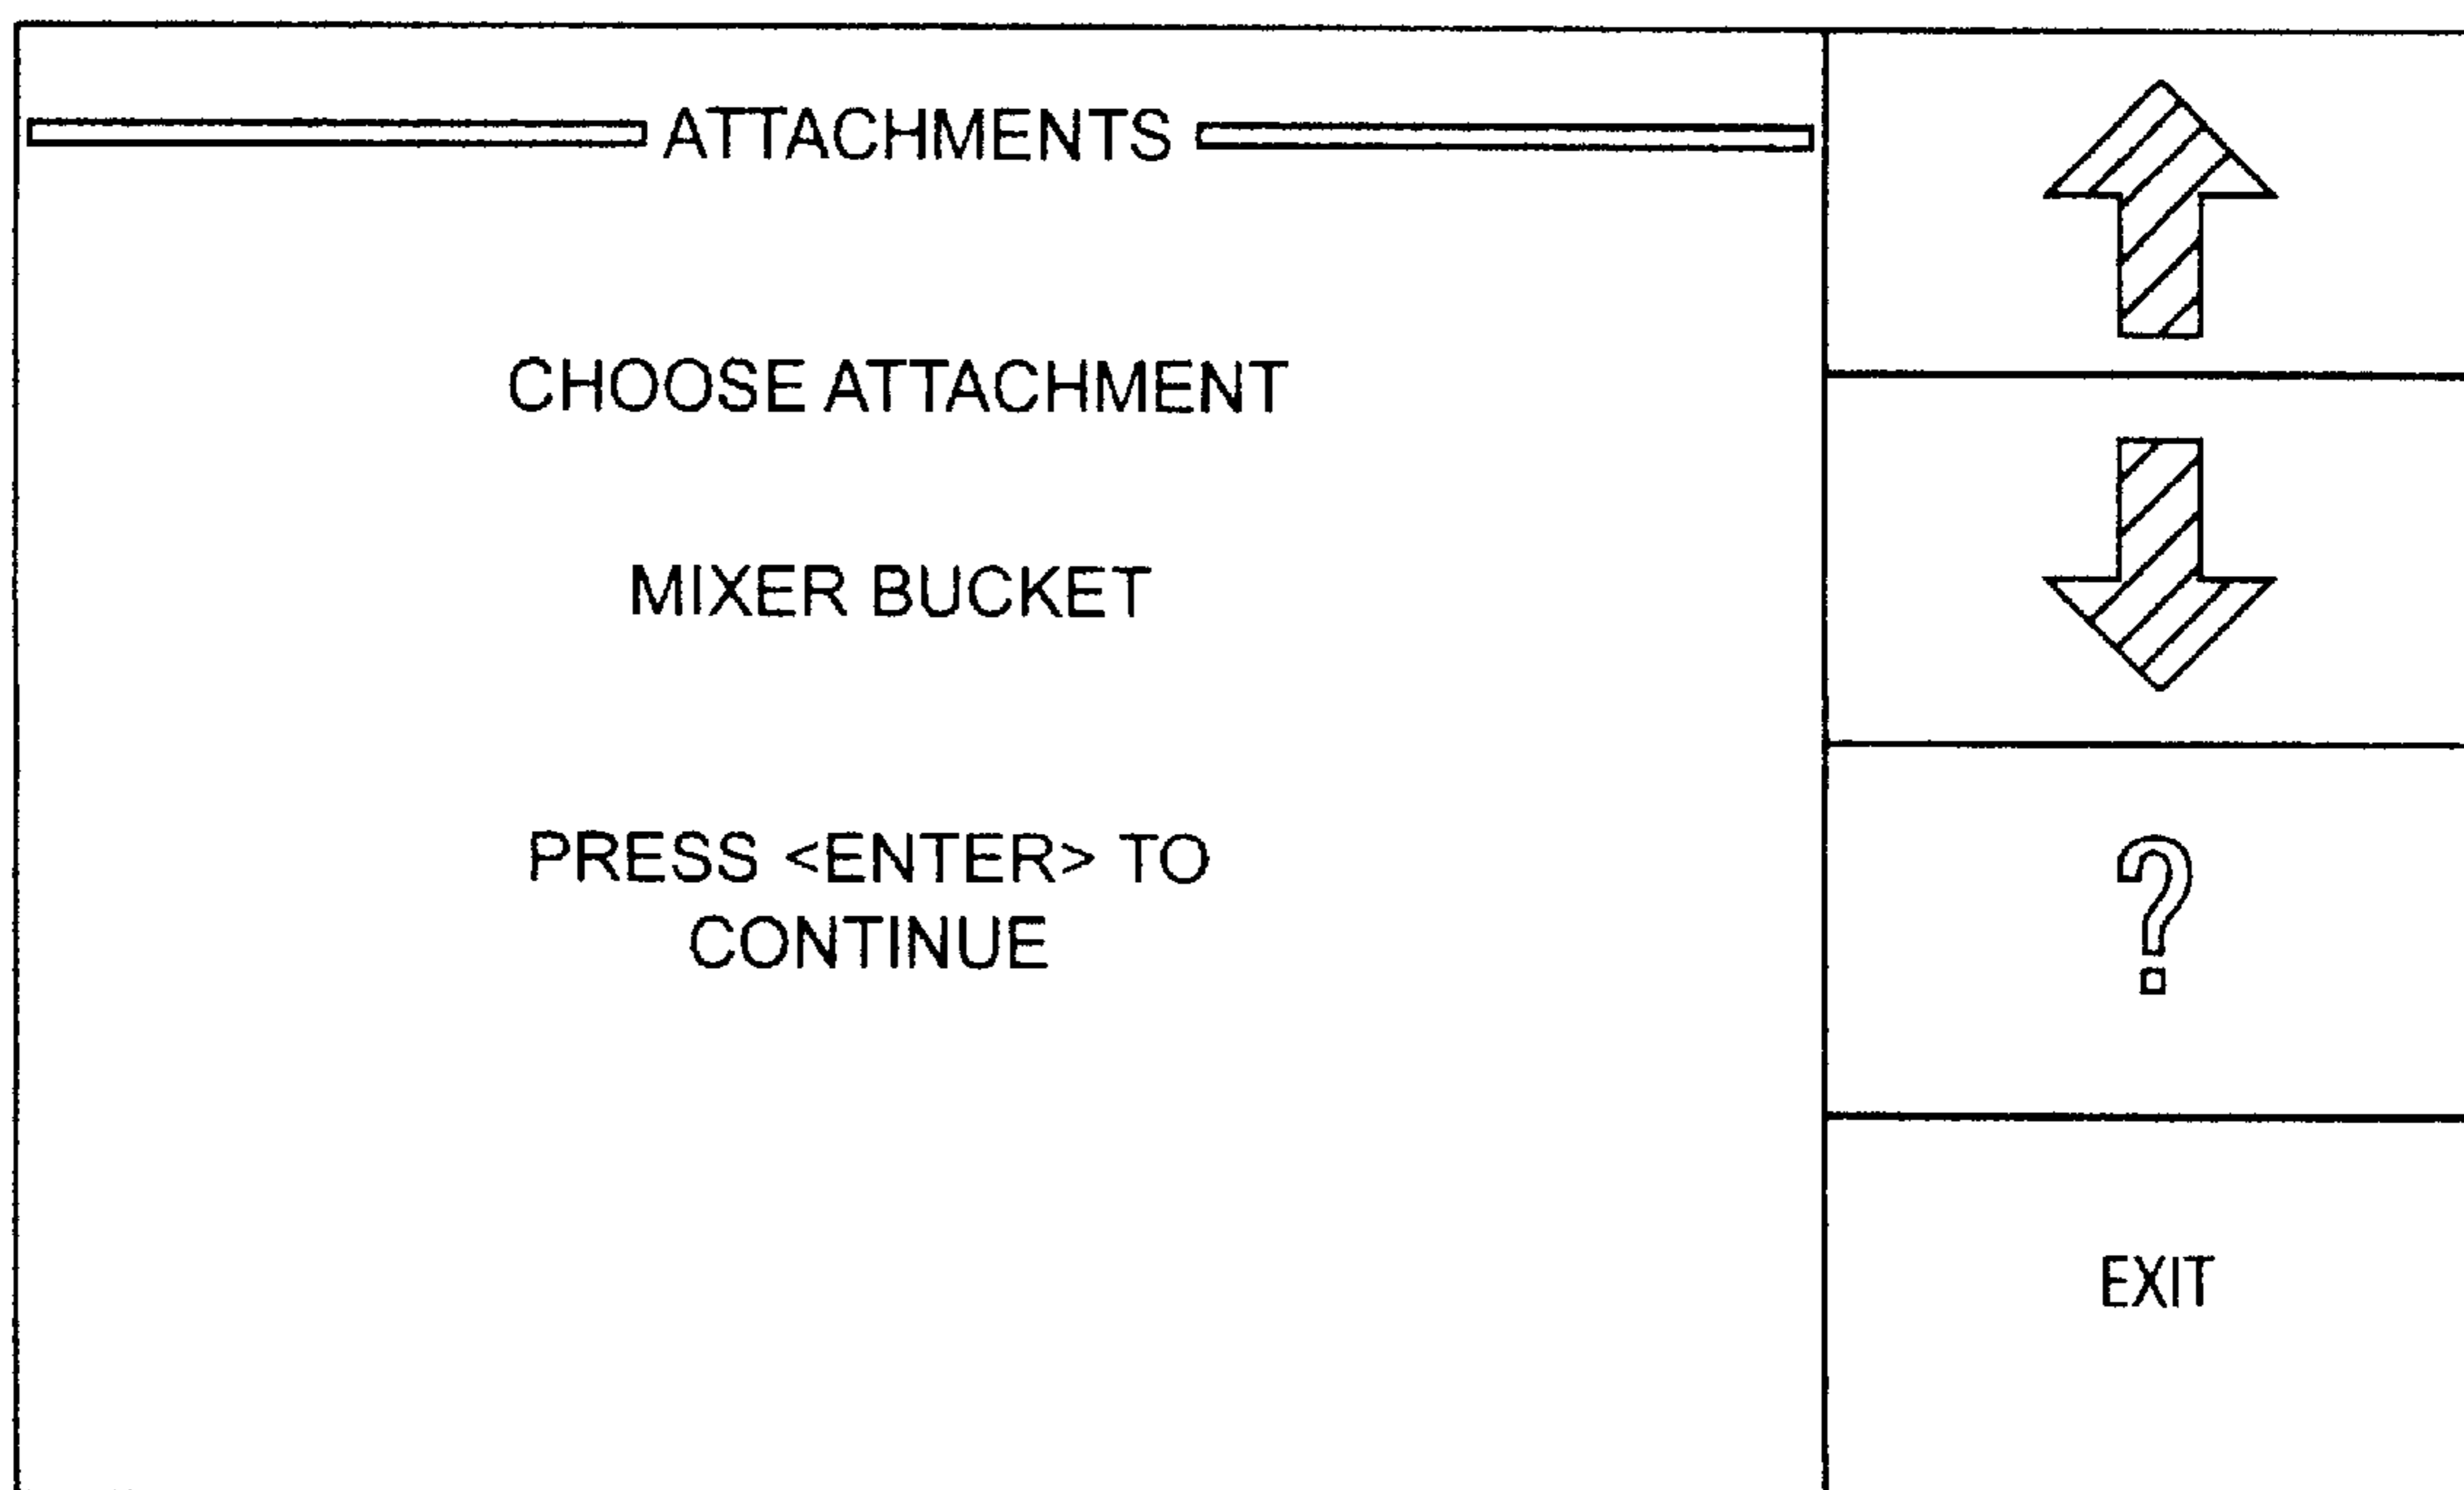 ATTACHMENTS
CHOOSE ATTACHMENT
MIXER BUCKET
PRESS <ENTER> TO
CONTINUE
?
EXIT